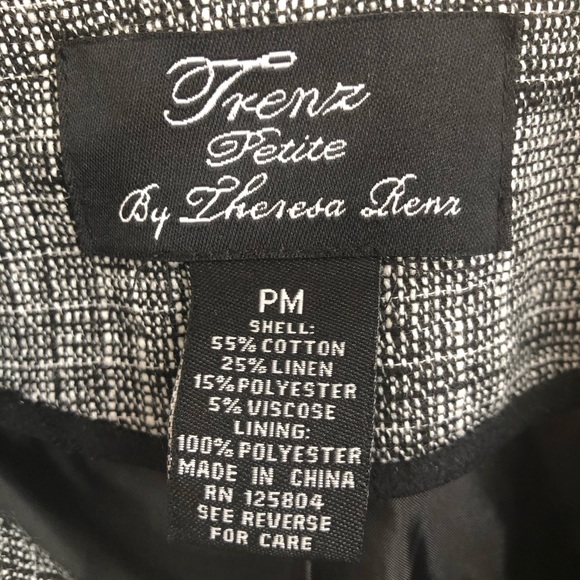 Trenz
Petite
By Theresa Renz
PM
SHELL:
55% COTTON
25% LINEN
15% POLYESTER
5% VISCOSE
LINING:
100% POLYESTER
MADE IN CHINA
RN 125804
SEE REVERSE
FOR CARE